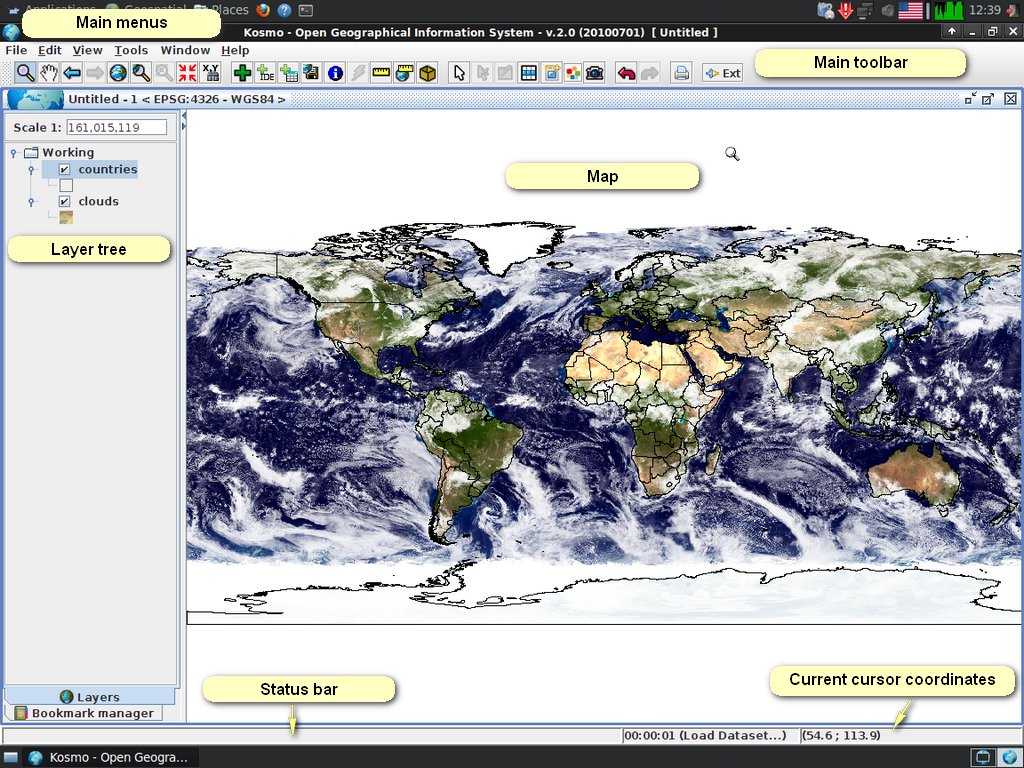 Applications Geospatial Places
12:39
Main menus
Kosmo - Open Geographical Information System - v.2.0 (20100701) [ Untitled ]
File Edit View Tools Window Help
Main toolbar
X,Y
IDE
Ext
Untitled - 1 < EPSG:4326 - WGS84 >
Scale 1: 161,015,119
Working
countries
clouds
Map
Layer tree
Layers
Bookmark manager
Status bar
Current cursor coordinates
00:00:01 (Load Dataset...)
(54.6 ; 113.9)
Kosmo - Open Geogra...